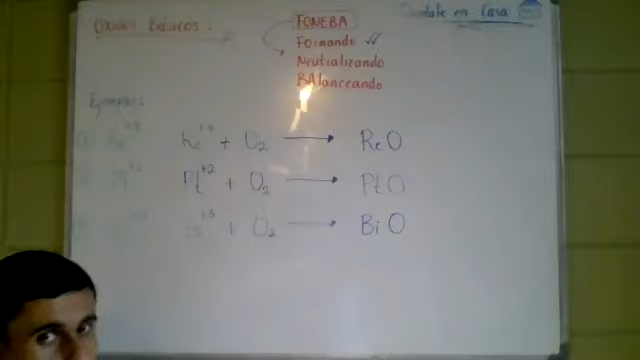 Oxidos Básicos:
FONEBA
Formando ✓✓
Neutralizando
BAlanceando
Quédate en Casa
Ejemplos:
Re+4 + O2 → ReO
Pt+2 + O2 → PtO
+3 + O2 → BiO